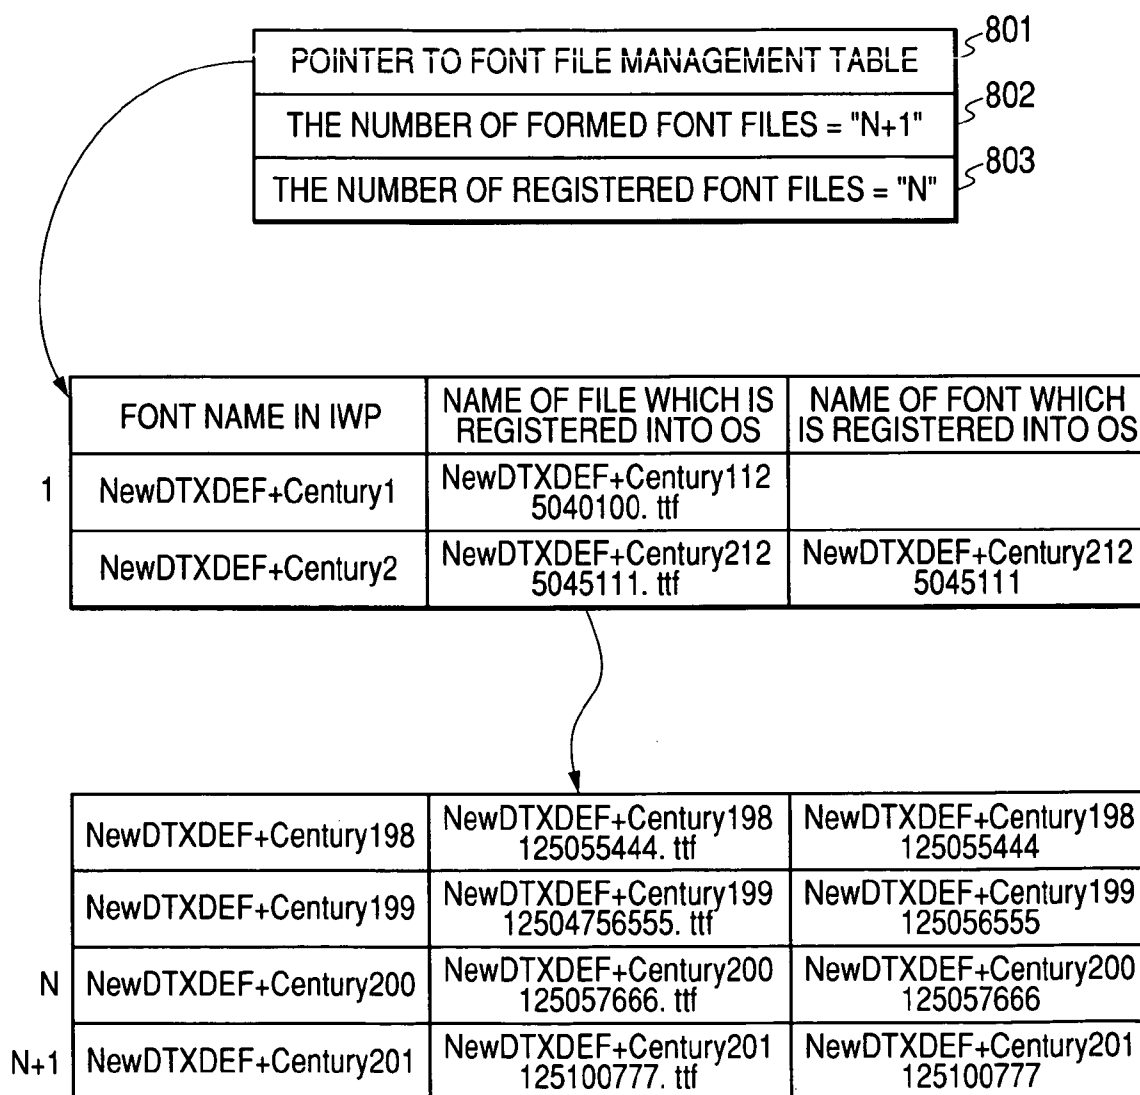 801
POINTER TO FONT FILE MANAGEMENT TABLE
802
THE NUMBER OF FORMED FONT FILES = "N+1"
803
THE NUMBER OF REGISTERED FONT FILES = "N"
FONT NAME IN IWP
NAME OF FILE WHICH IS
REGISTERED INTO OS
NAME OF FONT WHICH
IS REGISTERED INTO OS
1
NewDTXDEF+Century1
NewDTXDEF+Century112
5040100. ttf
NewDTXDEF+Century2
NewDTXDEF+Century212
5045111. ttf
NewDTXDEF+Century212
5045111
NewDTXDEF+Century198
NewDTXDEF+Century198
125055444. ttf
NewDTXDEF+Century198
125055444
NewDTXDEF+Century199
NewDTXDEF+Century199
12504756555. ttf
NewDTXDEF+Century199
125056555
N
NewDTXDEF+Century200
NewDTXDEF+Century200
125057666. ttf
NewDTXDEF+Century200
125057666
N+1
NewDTXDEF+Century201
NewDTXDEF+Century201
125100777. ttf
NewDTXDEF+Century201
125100777